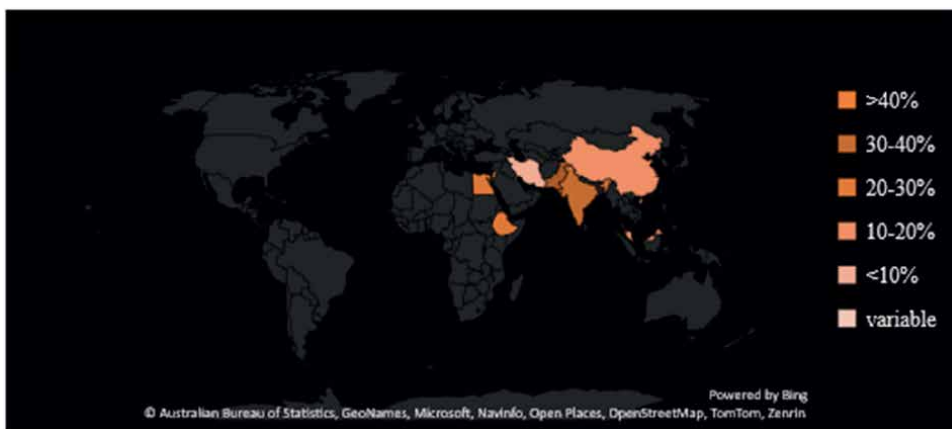 >40%
30-40%
20-30%
10-20%
<10%
variable
Powered by Bing
© Australian Bureau of Statistics, GeoNames, Microsoft, Navinfo, Open Places, OpenStreetMap, TomTom, Zenrin